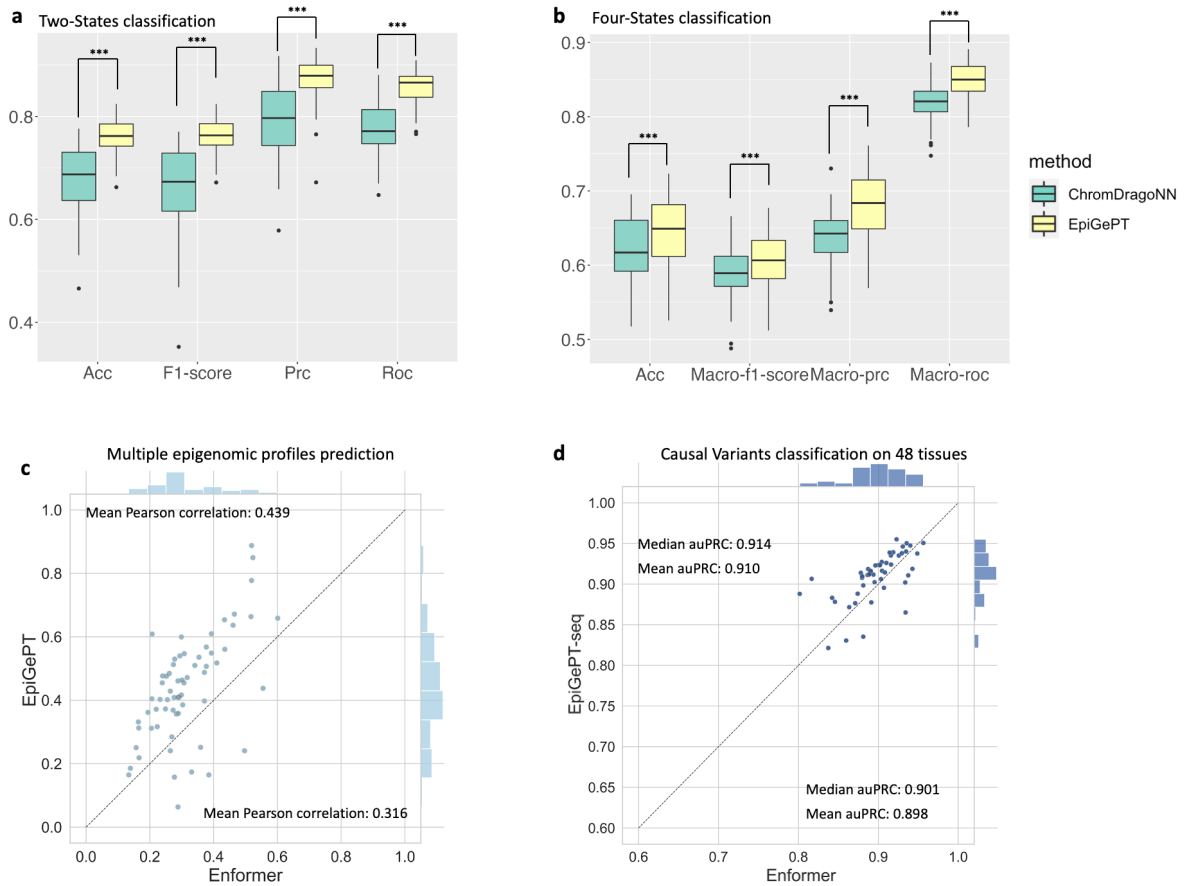 a
Two-States classification
***
***
***
***
0.8
0.6
0.4
Acc
F1-score
Prc
Roc
b
Four-States classification
***
***
***
***
0.9
0.8
0.7
0.6
0.5
Acc
Macro-f1-score
Macro-prc
Macro-roc
method
ChromDragoNN
EpiGePT
c
Multiple epigenomic profiles prediction
Mean Pearson correlation: 0.439
Mean Pearson correlation: 0.316
EpiGePT
1.0
0.8
0.6
0.4
0.2
0.0
0.0 0.2 0.4 0.6 0.8 1.0
Enformer
d
Causal Variants classification on 48 tissues
Median auPRC: 0.914
Mean auPRC: 0.910
Median auPRC: 0.901
Mean auPRC: 0.898
EpiGePT-seq
1.00
0.95
0.90
0.85
0.80
0.75
0.70
0.65
0.60
0.6 0.7 0.8 0.9 1.0
Enformer